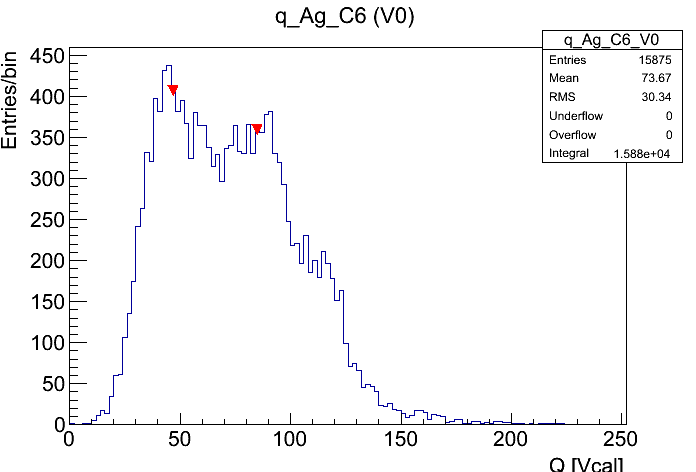 q_Ag_C6 (V0)
q_Ag_C6_V0
Entries 15875
Mean 73.67
RMS 30.34
Underflow 0
Overflow 0
Integral 1.588e+04
Entries/bin
450
400
350
300
250
200
150
100
50
0
0 50 100 150 200 250
Q [Vcal]